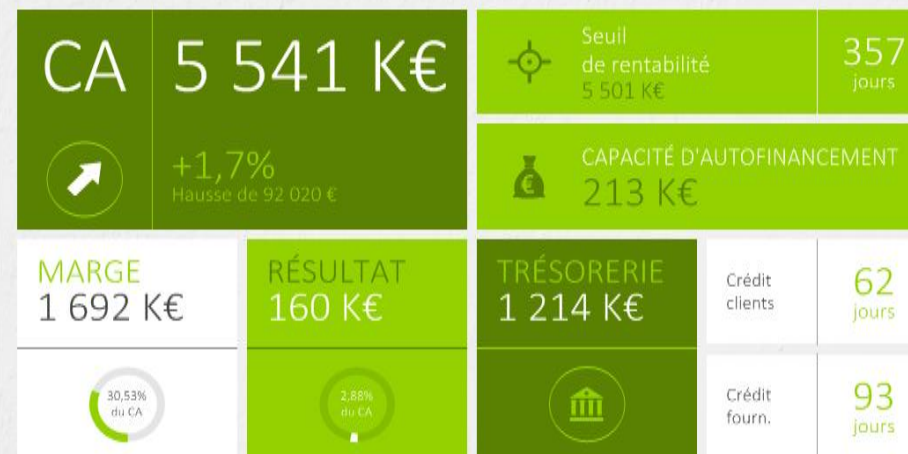 CA
5 541 K€
+1,7%
Hausse de 92 020 €
Seuil
de rentabilité
5 501 K€
357
jours
CAPACITÉ D'AUTOFINANCEMENT
213 K€
MARGE
1 692 K€
30,53%
du CA
RÉSULTAT
160 K€
2,88%
du CA
TRÉSORERIE
1 214 K€
Crédit
clients
62
jours
Crédit
fourn.
93
jours